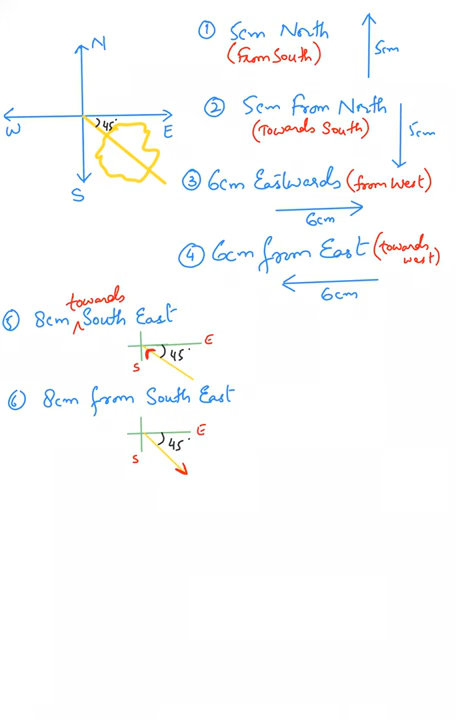 N
W
E
S
45°
① 5cm North
(From South)
5cm
② 5cm from North
(Towards South)
5cm
③ 6cm Eastwards (from West)
6cm
④ 6cm from East (towards west)
6cm
towards
⑤ 8cm ^ South East
E
45°
S
⑥ 8cm from South East
E
45°
S